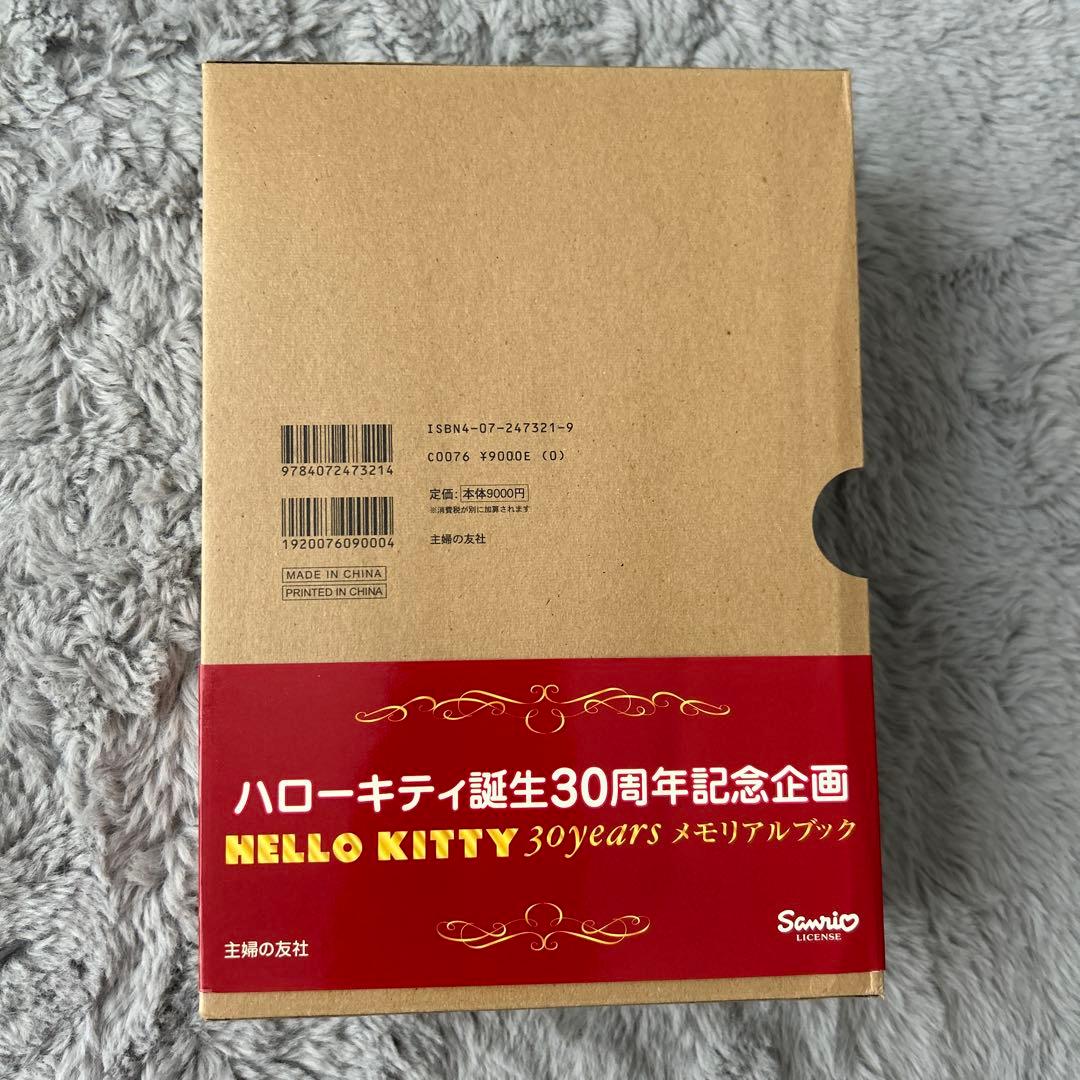 ISBN4-07-247321-9
C0076 ¥9000E (0)
9784072473214
定価: 本体9000円
※消費税が別に加算されます
1920076090004
主婦の友社
MADE IN CHINA
PRINTED IN CHINA
ハローキティ誕生30周年記念企画
HELLO KITTY 30years メモリアルブック
主婦の友社
Sanrio
LICENSE